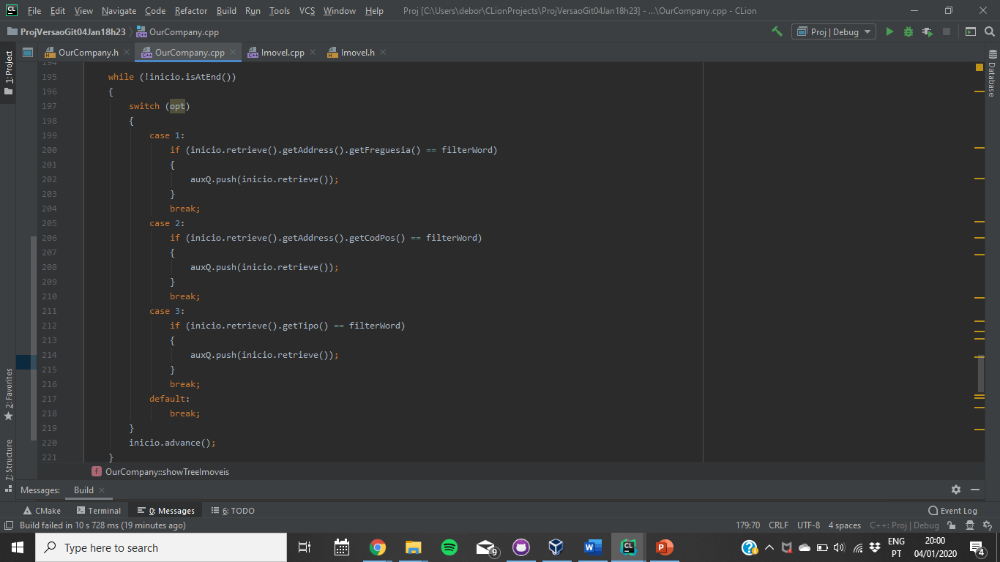 CL File Edit View Navigate Code Refactor Build Run Tools VCS Window Help Proj [C:\Users\debor\CLionProjects\ProjVersaoGit04Jan18h23] - ...\OurCompany.cpp - CLion
ProjVersaoGit04Jan18h23 OurCompany.cpp Proj | Debug
1: Project
OurCompany.h OurCompany.cpp Imovel.cpp Imovel.h
Database
194
195 while (!inicio.isAtEnd())
196 {
197 switch (opt)
198 {
199 case 1:
200 if (inicio.retrieve().getAddress().getFreguesia() == filterWord)
201 {
202 auxQ.push(inicio.retrieve());
203 }
204 break;
205 case 2:
206 if (inicio.retrieve().getAddress().getCodPos() == filterWord)
207 {
208 auxQ.push(inicio.retrieve());
209 }
210 break;
211 case 3:
212 if (inicio.retrieve().getTipo() == filterWord)
213 {
214 auxQ.push(inicio.retrieve());
215 }
216 break;
217 default:
218 break;
219 }
220 inicio.advance();
221 }
2: Favorites
7: Structure
f OurCompany::showTreeImoveis
Messages: Build
CMake Terminal 0: Messages 6: TODO Event Log
Build failed in 10 s 728 ms (19 minutes ago) 179:70 CRLF UTF-8 4 spaces C++: Proj | Debug
Type here to search 9 W CL P ENG 20:00
PT 04/01/2020 4